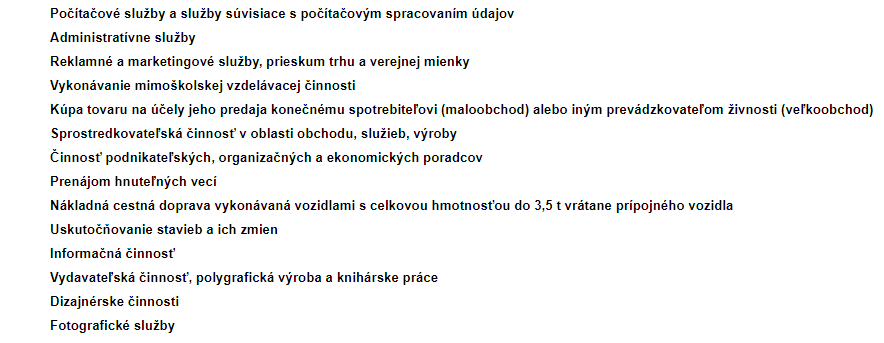 Počítačové služby a služby súvisiace s počítačovým spracovaním údajov
Administratívne služby
Reklamné a marketingové služby, prieskum trhu a verejnej mienky
Vykonávanie mimoškolskej vzdelávacej činnosti
Kúpa tovaru na účely jeho predaja konečnému spotrebiteľovi (maloobchod) alebo iným prevádzkovateľom živnosti (veľkoobchod)
Sprostredkovateľská činnosť v oblasti obchodu, služieb, výroby
Činnosť podnikateľských, organizačných a ekonomických poradcov
Prenájom hnuteľných vecí
Nákladná cestná doprava vykonávaná vozidlami s celkovou hmotnosťou do 3,5 t vrátane prípojného vozidla
Uskutočňovanie stavieb a ich zmien
Informačná činnosť
Vydavateľská činnosť, polygrafická výroba a knihárske práce
Dizajnérske činnosti
Fotografické služby